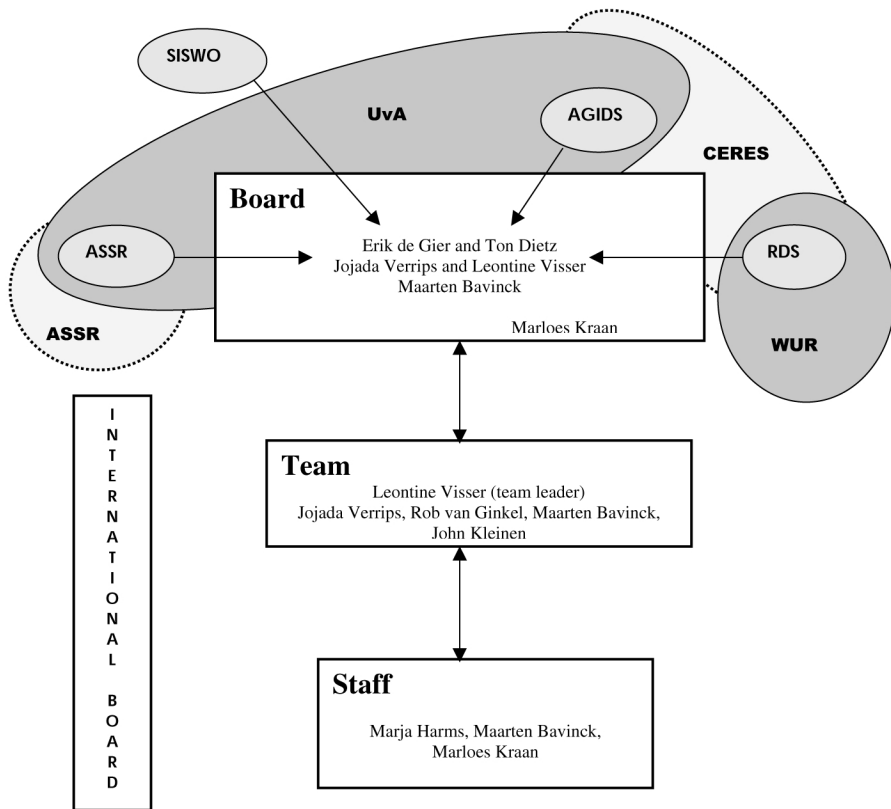 SISWO
UvA
AGIDS
CERES
Board
Erik de Gier and Ton Dietz
Jojada Verrips and Leontine Visser
Maarten Bavinck
Marloes Kraan
ASSR
RDS
ASSR
WUR
INTERNATIONAL BOARD
Team
Leontine Visser (team leader)
Jojada Verrips, Rob van Ginkel, Maarten Bavinck,
John Kleinen
Staff
Marja Harms, Maarten Bavinck,
Marloes Kraan